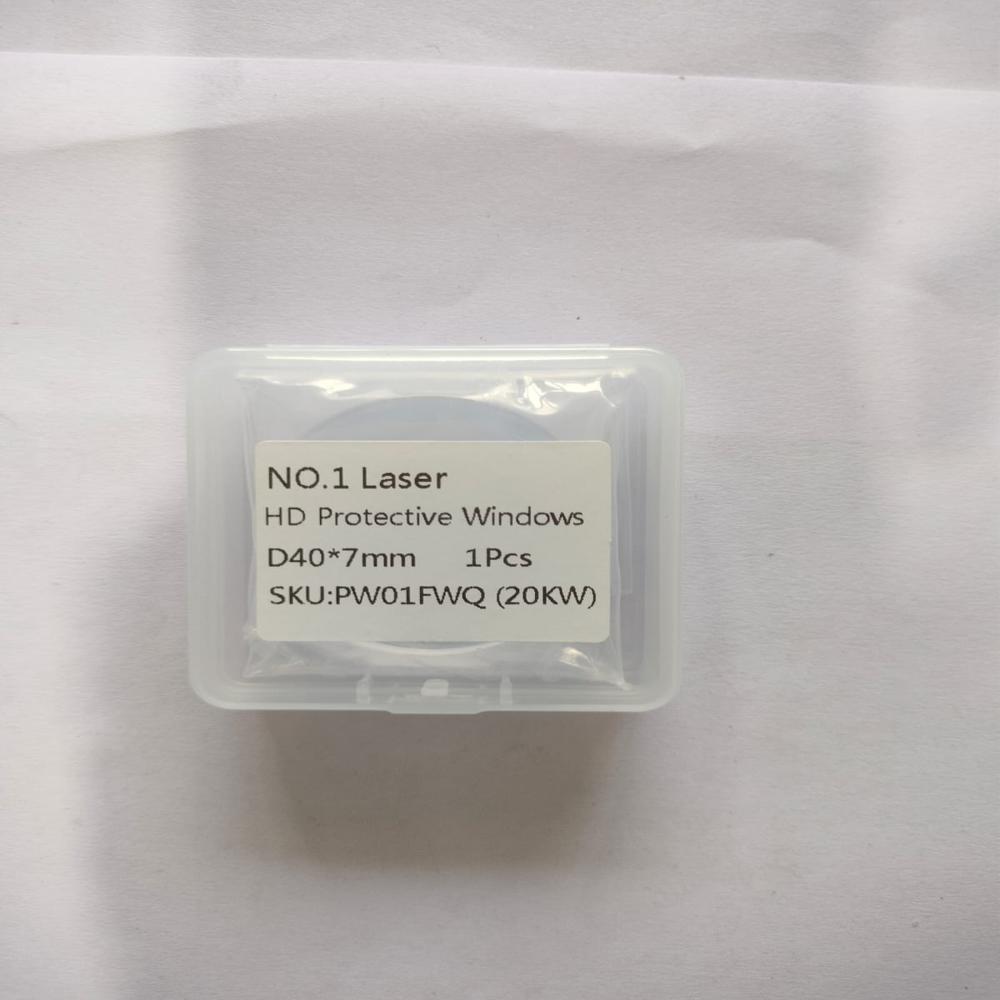 NO.1 Laser
HD Protective Windows
D40*7mm 1Pcs
SKU:PW01FWQ (20KW)